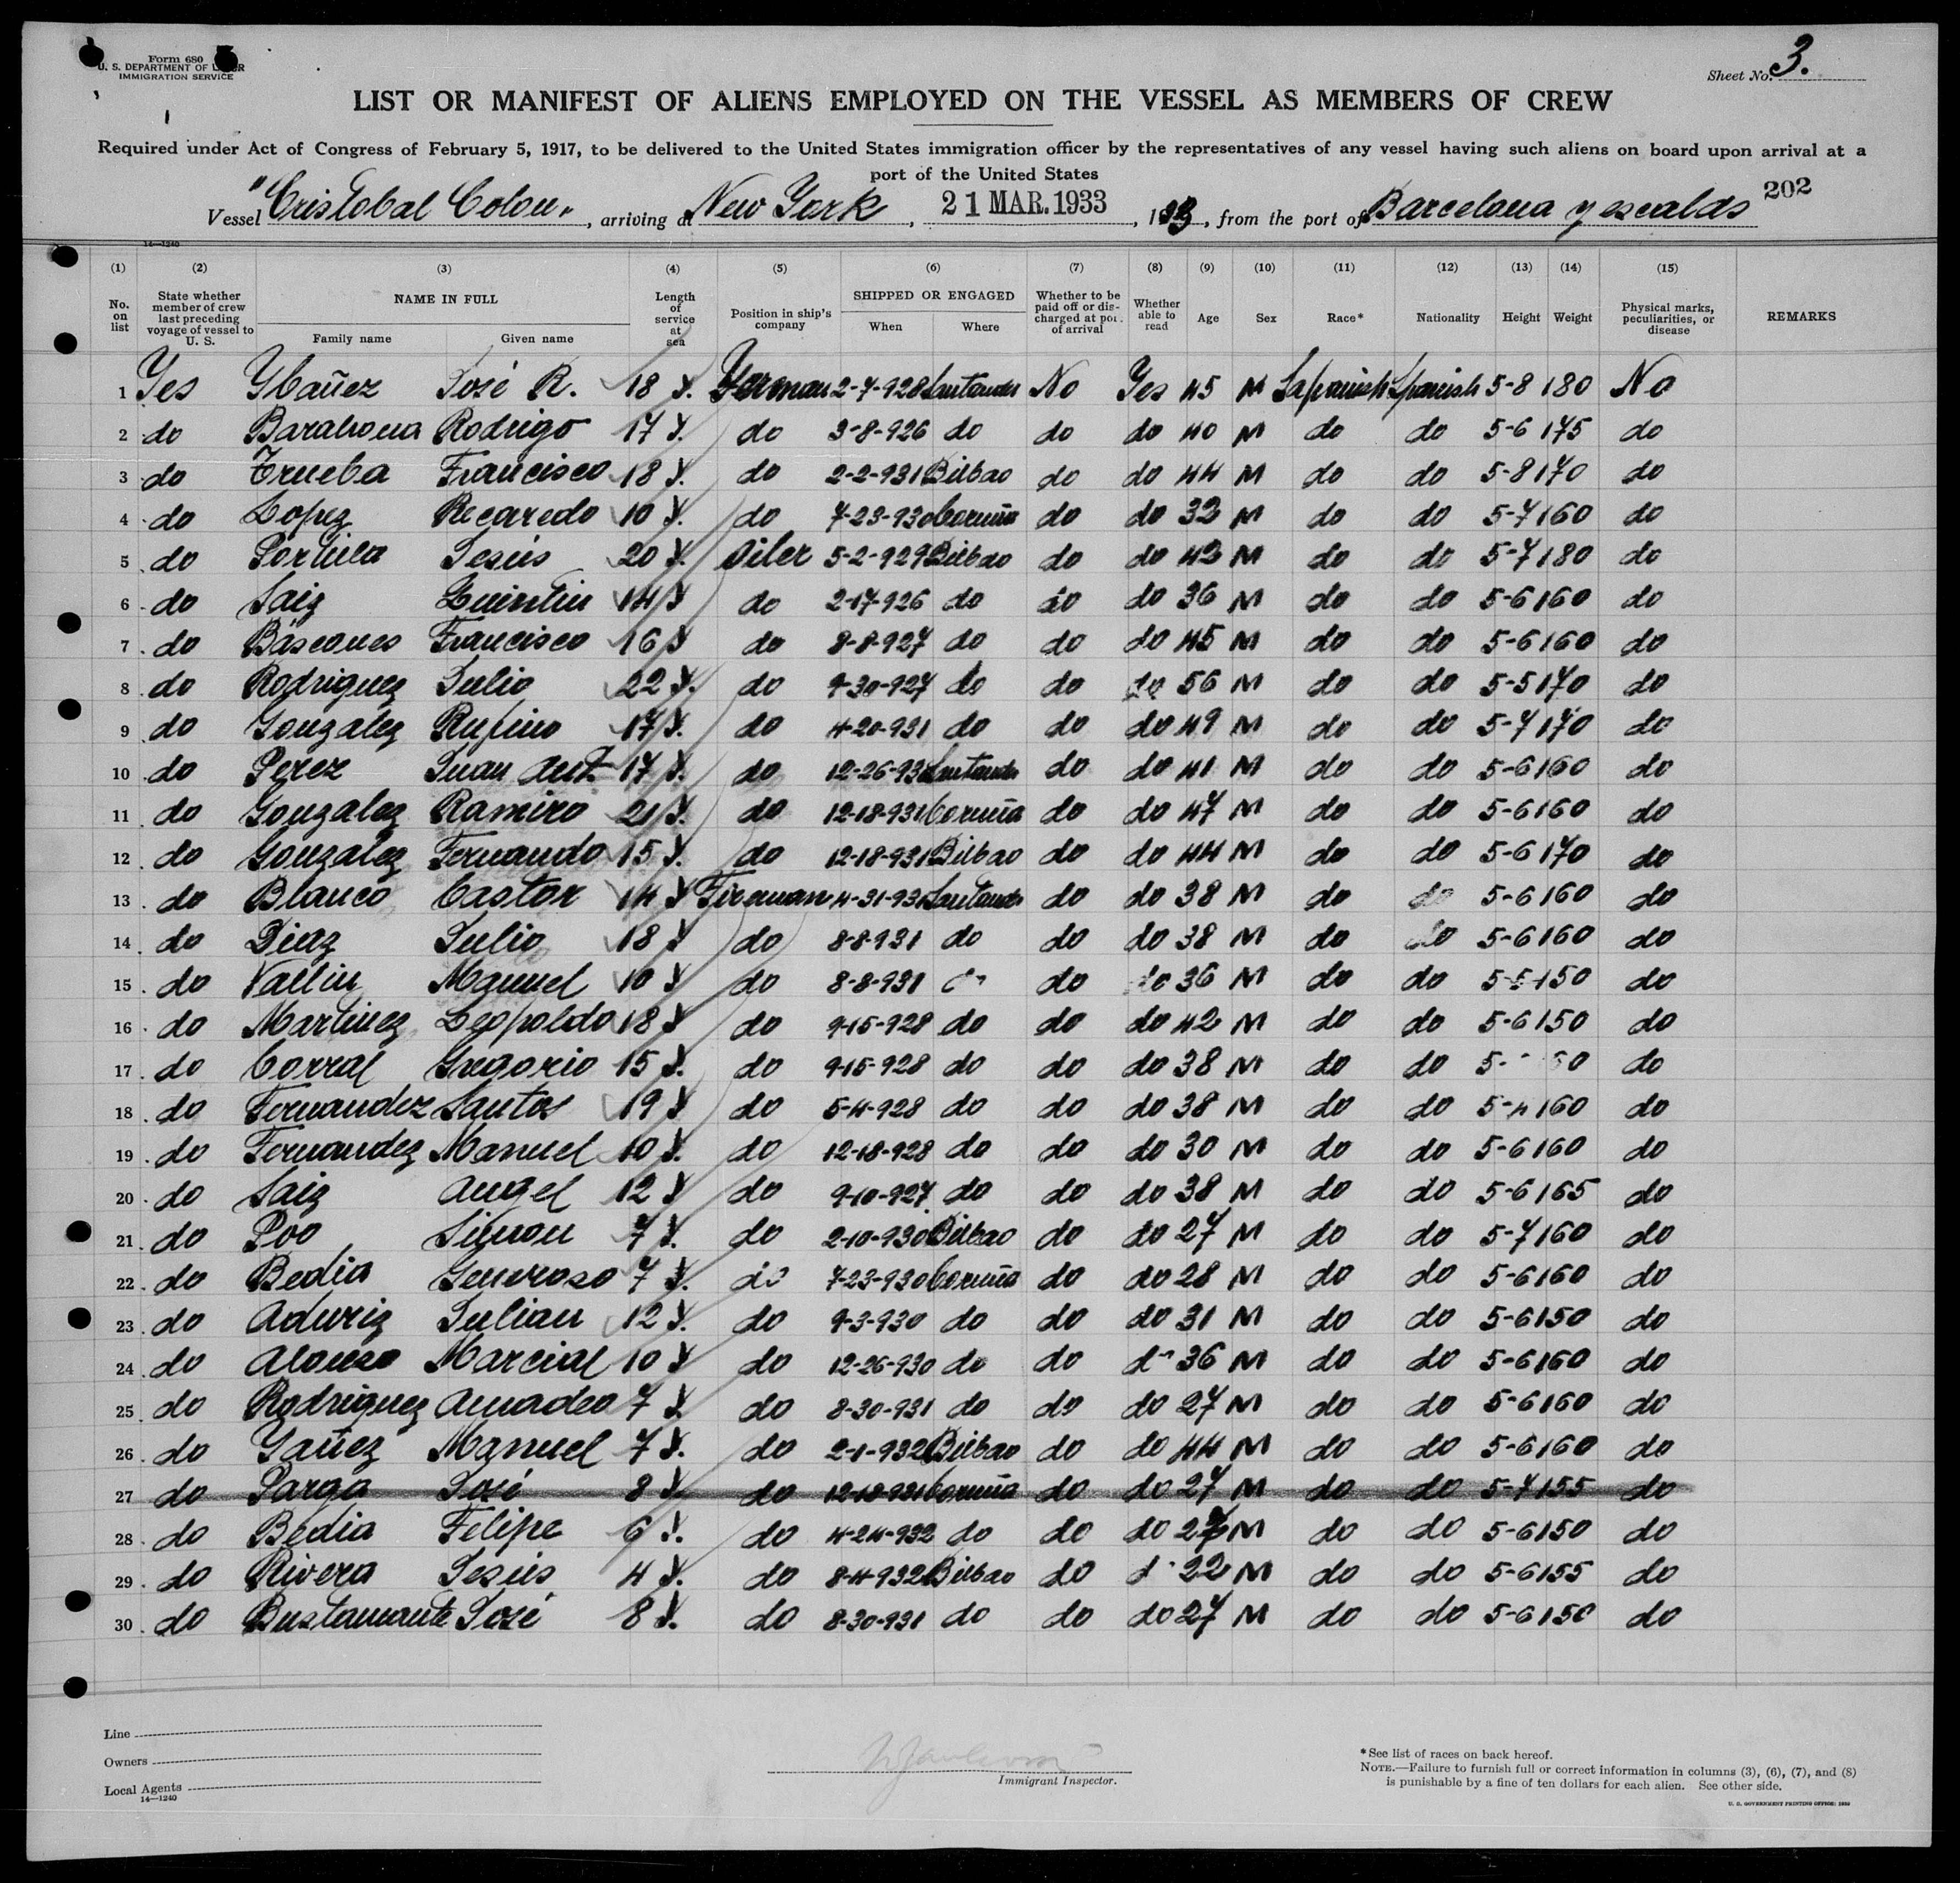 Form 680
U. S. DEPARTMENT OF LABOR
IMMIGRATION SERVICE
Sheet No. 3.
LIST OR MANIFEST OF ALIENS EMPLOYED ON THE VESSEL AS MEMBERS OF CREW
Required under Act of Congress of February 5, 1917, to be delivered to the United States immigration officer by the representatives of any vessel having such aliens on board upon arrival at a
port of the United States
202
Vessel "Cristobal Colon", arriving at New York, 21 MAR. 1933, 1933, from the port of Barcelona y escalas
14—1240
(1) (2) (3) (4) (5) (6) (7) (8) (9) (10) (11) (12) (13) (14) (15)
No. on list State whether member of crew last preceding voyage of vessel to U. S. NAME IN FULL Family name Given name Length of service at sea Position in ship's company SHIPPED OR ENGAGED When Where Whether to be paid off or discharged at port of arrival Whether able to read Age Sex Race* Nationality Height Weight Physical marks, peculiarities, or disease REMARKS
1 Yes Ybañez José R. 18 Y. 2-7-928 Santander No Yes 45 M Spanish 5-8 180 No
2 do Barahona Rodrigo 17 Y. do 3-8-926 do do do 40 M do do 5-6 175 do
3 do Trueba Francisco 18 Y. do 2-2-931 Bilbao do do 44 M do do 5-8 170 do
4 do Lopez Recaredo 10 Y. do 7-23-930 Coruña do do 32 M do do 5-7 160 do
5 do Portilla Jesús 20 Y. Oiler 5-2-929 Bilbao do do 42 M do do 5-7 180 do
6 do Saiz Quintin 14 Y do 2-17-926 do do do 36 M do do 5-6 160 do
7 do Bascones Francisco 16 Y do 8-8-927 do do do 45 M do do 5-6 160 do
8 do Rodriguez Julio 22 Y. do 9-30-927 do do do 56 M do do 5-5 170 do
9 do Gonzalez Rufino 17 Y. do 4-20-931 do do do 49 M do do 5-7 170 do
10 do Perez Juan Ant. 17 Y. do 12-26-931 Santander do do 41 M do do 5-6 160 do
11 do Gonzalez Ramiro 21 Y. do 12-18-931 Coruña do do 47 M do do 5-6 160 do
12 do Gonzalez Fernando 15 Y. do 12-18-931 Bilbao do do 44 M do do 5-6 170 do
13 do Blanco Castor 14 Y Fireman 4-31-931 Santander do do 38 M do do 5-6 160 do
14 do Diaz Julio 18 Y do 8-8-931 do do do 38 M do do 5-6 160 do
15 do Vallin Manuel 10 Y do 8-8-931 do do 36 M do do 5-5 150 do
16 do Martinez Leopoldo 18 Y do 9-15-928 do do do 42 M do do 5-6 150 do
17 do Corral Gregorio 15 Y. do 9-15-928 do do do 38 M do do 5- do
18 do Fernandez Santos 19 Y do 5-4-928 do do do 38 M do do 5-4 160 do
19 do Fernandez Manuel 10 Y. do 12-18-928 do do do 30 M do do 5-6 160 do
20 do Saiz Angel 12 Y do 9-10-927 do do do 38 M do do 5-6 165 do
21 do Poo Simon 7 Y. do 2-10-930 Bilbao do do 27 M do do 5-7 160 do
22 do Bedia Generoso 7 Y. do 7-23-930 Coruña do do 28 M do do 5-6 160 do
23 do Aduriz Julian 12 Y. do 9-3-930 do do do 31 M do do 5-6 150 do
24 do Alonso Marcial 10 Y do 12-26-930 do do do 36 M do do 5-6 160 do
25 do Rodriguez Amadeo 7 Y do 8-30-931 do do do 27 M do do 5-6 160 do
26 do Yañez Manuel 7 Y. do 2-1-932 Bilbao do do 44 M do do 5-6 160 do
27 do Parga José 8 Y. do 12-18-931 Coruña do do 27 M do do 5-7 155 do
28 do Bedia Felipe 6 Y. do 4-24-932 do do do M do do 5-6 150 do
29 do Rivera Jesús 4 Y. do 8-4-932 Bilbao do 22 M do do 5-6 155 do
30 do Bustamante José 8 Y. do 8-30-931 do do do 27 M do do 5-6 150 do
Line
Owners
Local Agents
14—1240
Immigrant Inspector.
*See list of races on back hereof.
NOTE.—Failure to furnish full or correct information in columns (3), (6), (7), and (8)
is punishable by a fine of ten dollars for each alien. See other side.
U. S. GOVERNMENT PRINTING OFFICE: 1930